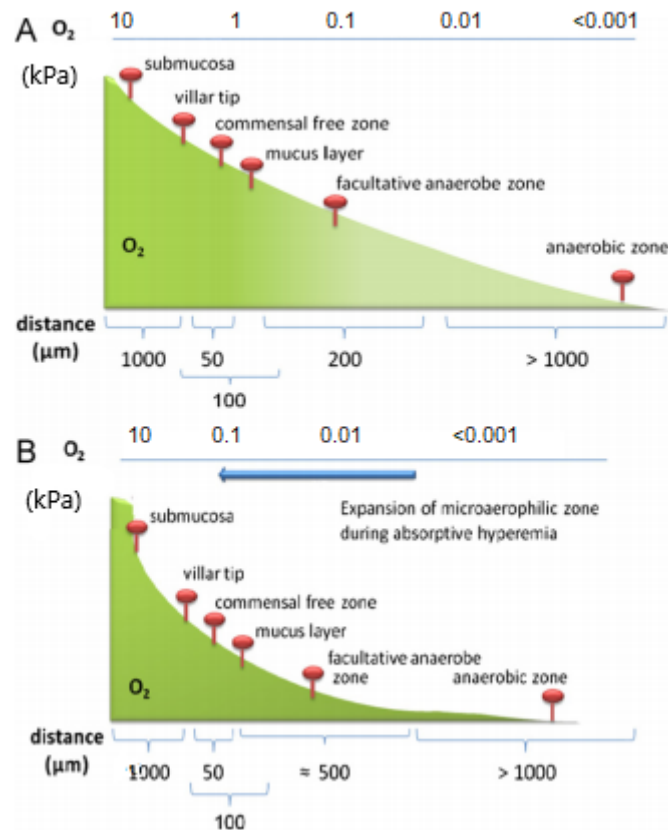 A O₂ 10 1 0.1 0.01 <0.001
(kPa)
submucosa
villar tip
commensal free zone
mucus layer
facultative anaerobe zone
anaerobic zone
O₂
distance
(μm)
1000 50 200 > 1000
100
B O₂ 10 0.1 0.01 <0.001
(kPa)
Expansion of microaerophilic zone
during absorptive hyperemia
submucosa
villar tip
commensal free zone
mucus layer
facultative anaerobe
zone
anaerobic zone
O₂
distance
(μm)
1000 50 ≈ 500 > 1000
100